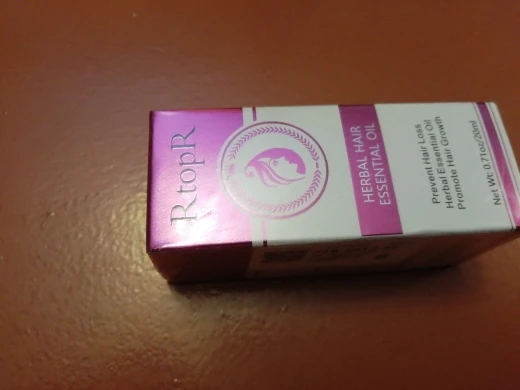 RtopR
HERBAL HAIR
ESSENTIAL OIL
Prevent Hair Loss
Herbal Essential Oil
Promote Hair Growth
Net Wt: 0.71oz/20ml